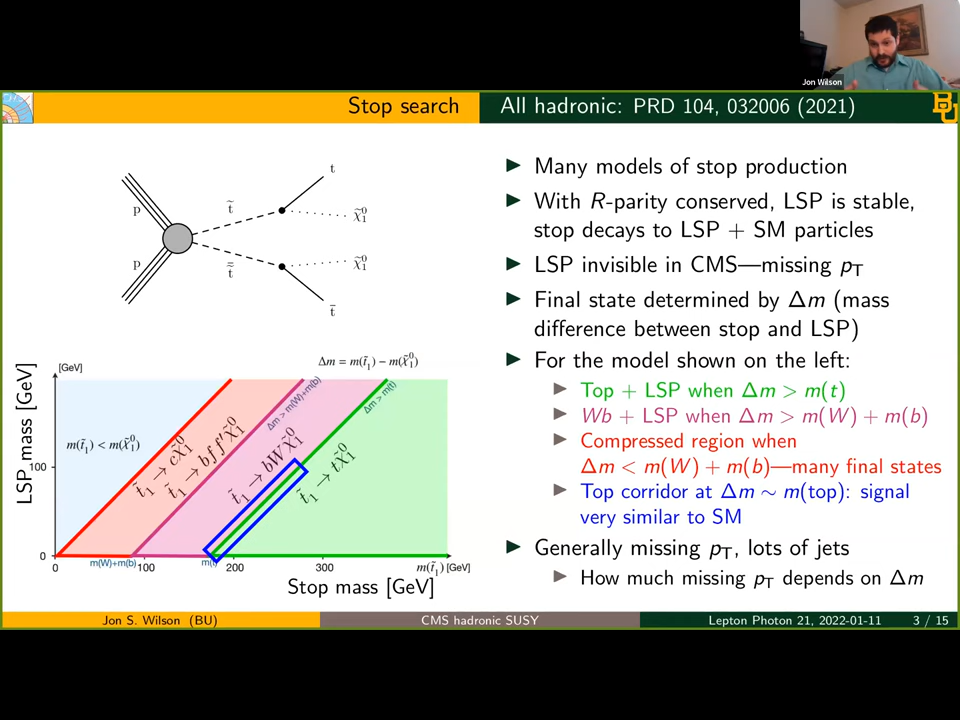 Jon Wilson
Stop search
All hadronic: PRD 104, 032006 (2021)
BU
t
p
t̃
χ̃₁⁰
p
t̃̄
χ̃₁⁰
t̄
▶ Many models of stop production
▶ With R-parity conserved, LSP is stable,
stop decays to LSP + SM particles
▶ LSP invisible in CMS—missing pT
▶ Final state determined by Δm (mass
difference between stop and LSP)
▶ For the model shown on the left:
▶ Top + LSP when Δm > m(t)
▶ Wb + LSP when Δm > m(W) + m(b)
▶ Compressed region when
Δm < m(W) + m(b)—many final states
▶ Top corridor at Δm ∼ m(top): signal
very similar to SM
▶ Generally missing pT, lots of jets
▶ How much missing pT depends on Δm
LSP mass [GeV]
[GeV]
Δm = m(t̃₁) − m(χ̃₁⁰)
m(t̃₁) < m(χ̃₁⁰)
t̃₁ → cχ̃₁⁰
t̃₁ → bff′χ̃₁⁰
Δm > m(W)+m(b)
t̃₁ → bWχ̃₁⁰
Δm > m(t)
t̃₁ → tχ̃₁⁰
100
0
0
m(W)+m(b)
100
200
300
m(t̃₁) [GeV]
Stop mass [GeV]
Jon S. Wilson (BU)
CMS hadronic SUSY
Lepton Photon 21, 2022-01-11
3 / 15